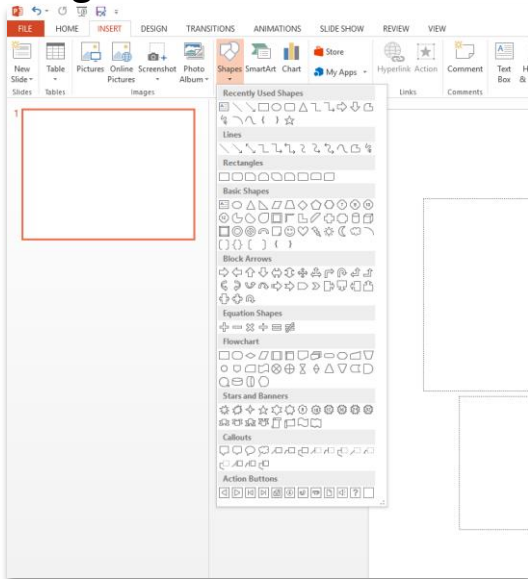 FILE HOME INSERT DESIGN TRANSITIONS ANIMATIONS SLIDE SHOW REVIEW VIEW
New Slide Table Pictures Online Pictures Screenshot Photo Album Shapes SmartArt Chart Store My Apps Hyperlink Action Comment Text Box
Slides Tables Images Links Comments
Recently Used Shapes
1
Lines
Rectangles
Basic Shapes
Block Arrows
Equation Shapes
Flowchart
Stars and Banners
Callouts
Action Buttons